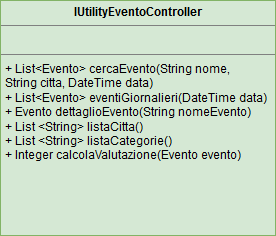 IUtilityEventoController
+ List<Evento> cercaEvento(String nome,
String citta, DateTime data)
+ List<Evento> eventiGiornalieri(DateTime data)
+ Evento dettaglioEvento(String nomeEvento)
+ List <String> listaCitta()
+ List <String> listaCategorie()
+ Integer calcolaValutazione(Evento evento)